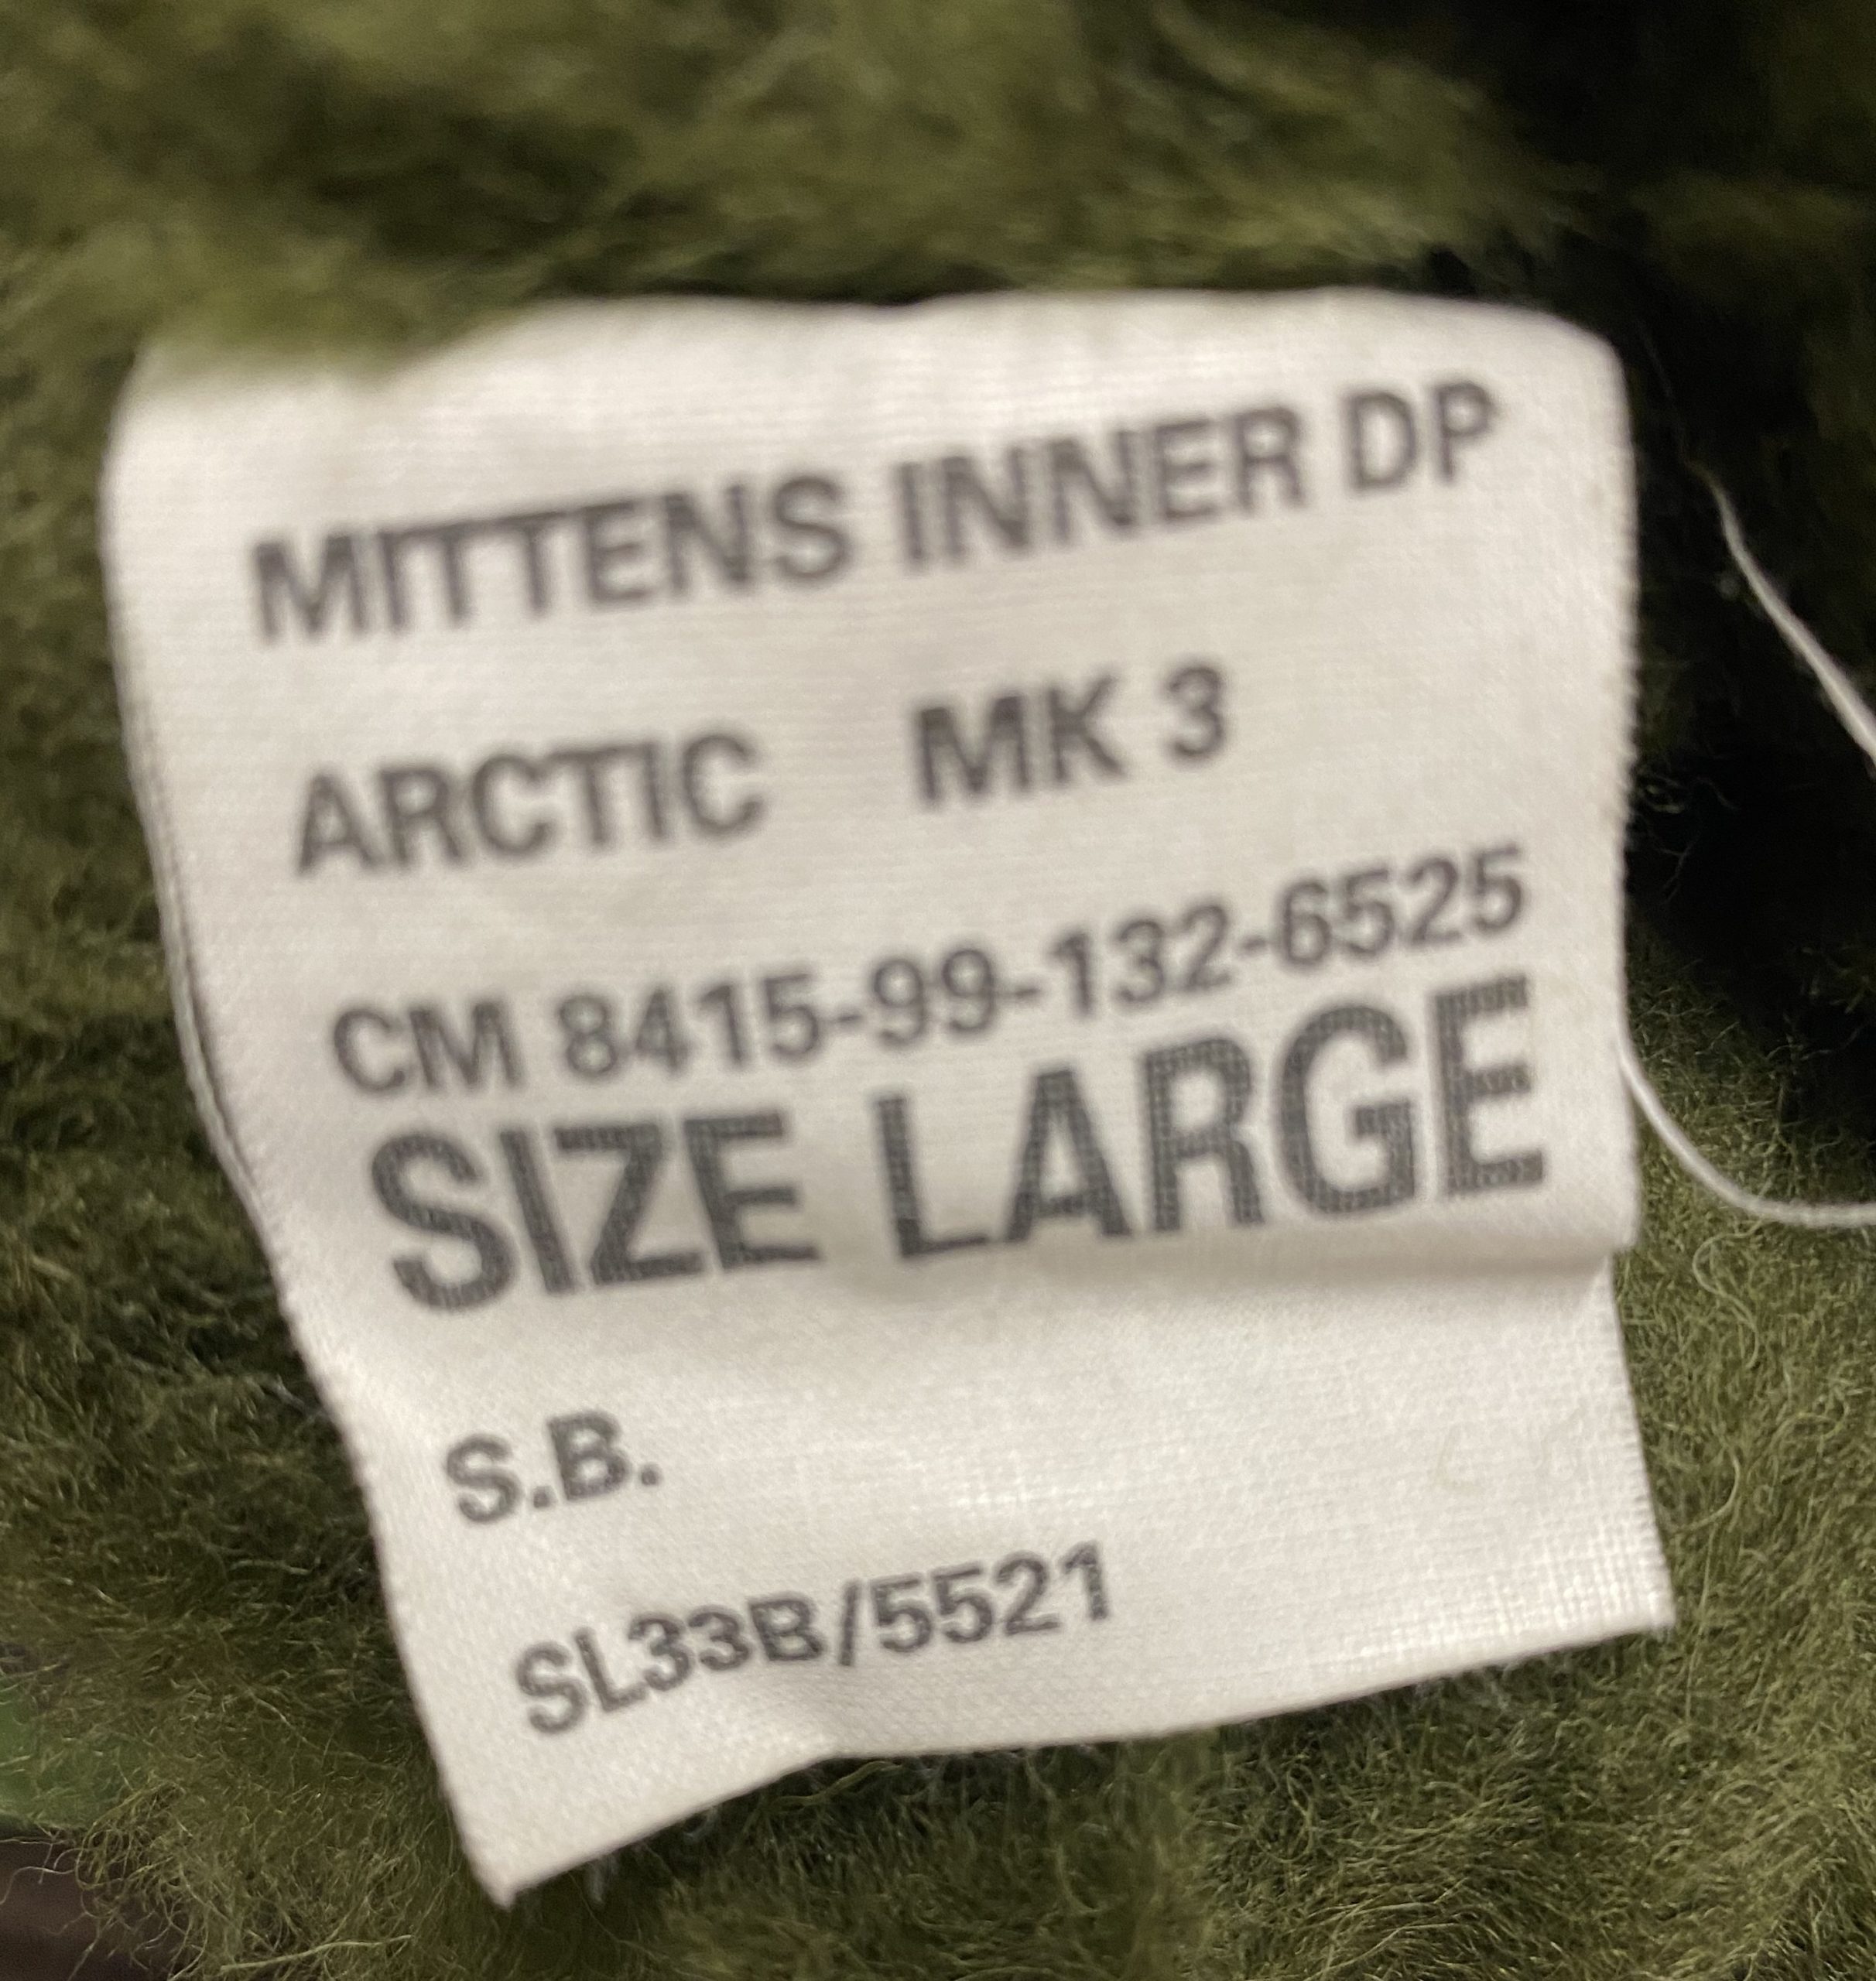 MITTENS INNER DP
ARCTIC MK 3
CM 8415-99-132-6525
SIZE LARGE
S.B.
SL33B/5521